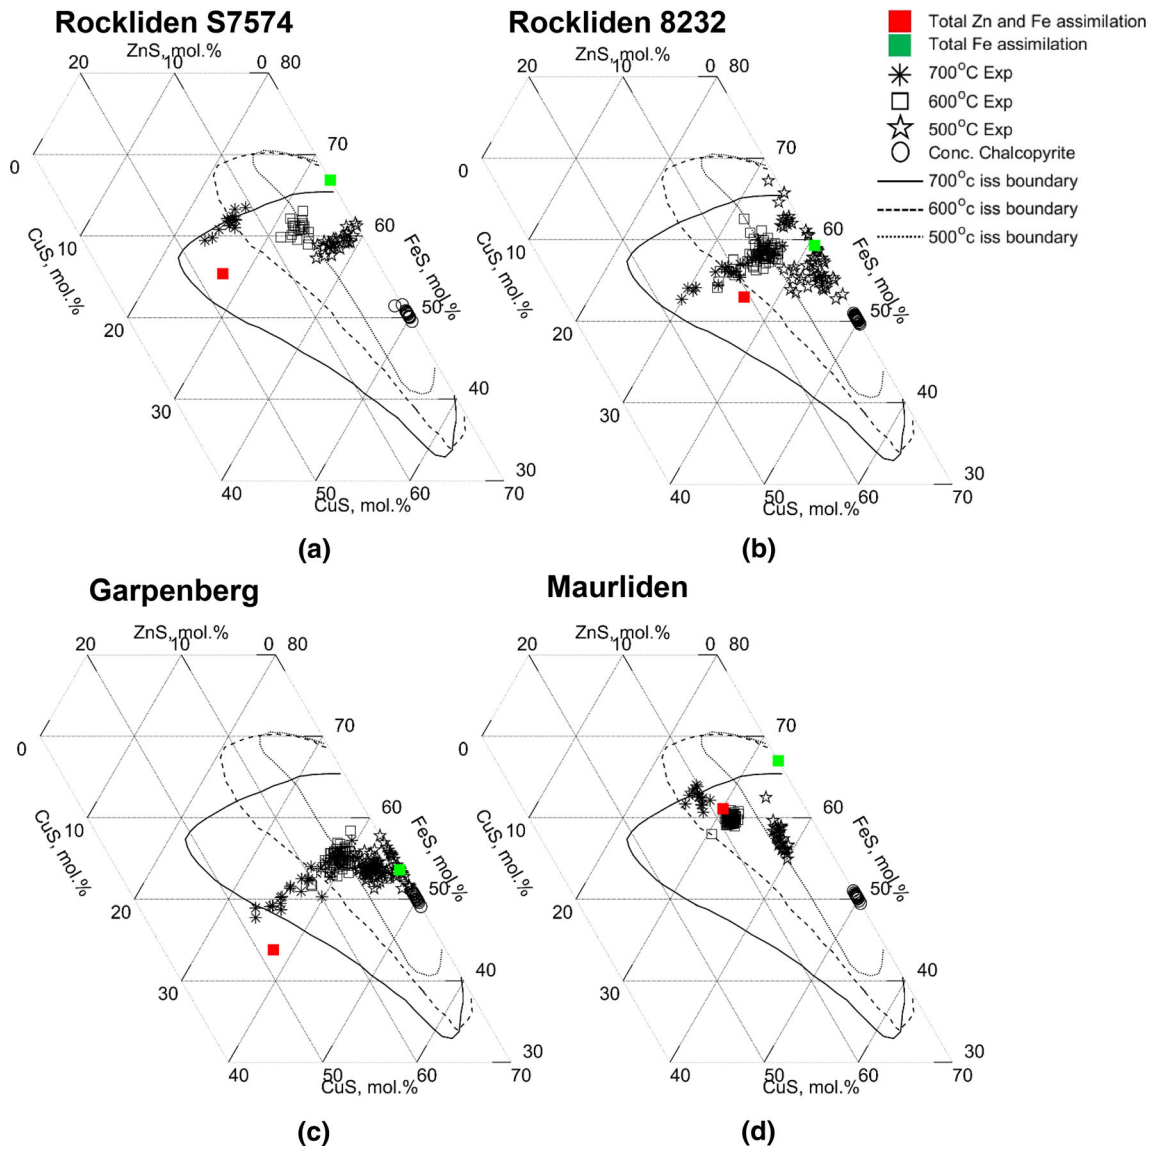 Rockliden S7574
ZnS, mol.%
20
10
0
80
70
60
50
40
30
0
10
20
30
40
50
60
70
CuS, mol.%
FeS, mol.%
CuS, mol.%
(a)
Rockliden 8232
ZnS, mol.%
20
10
0
80
70
60
50
40
30
0
10
20
30
40
50
60
70
CuS, mol.%
FeS, mol.%
CuS, mol.%
(b)
Total Zn and Fe assimilation
Total Fe assimilation
700°C Exp
600°C Exp
500°C Exp
Conc. Chalcopyrite
700°c iss boundary
600°c iss boundary
500°c iss boundary
Garpenberg
ZnS, mol.%
20
10
0
80
70
60
50
40
30
0
10
20
30
40
50
60
70
CuS, mol.%
FeS, mol.%
CuS, mol.%
(c)
Maurliden
ZnS, mol.%
20
10
0
80
70
60
50
40
30
0
10
20
30
40
50
60
70
CuS, mol.%
FeS, mol.%
CuS, mol.%
(d)